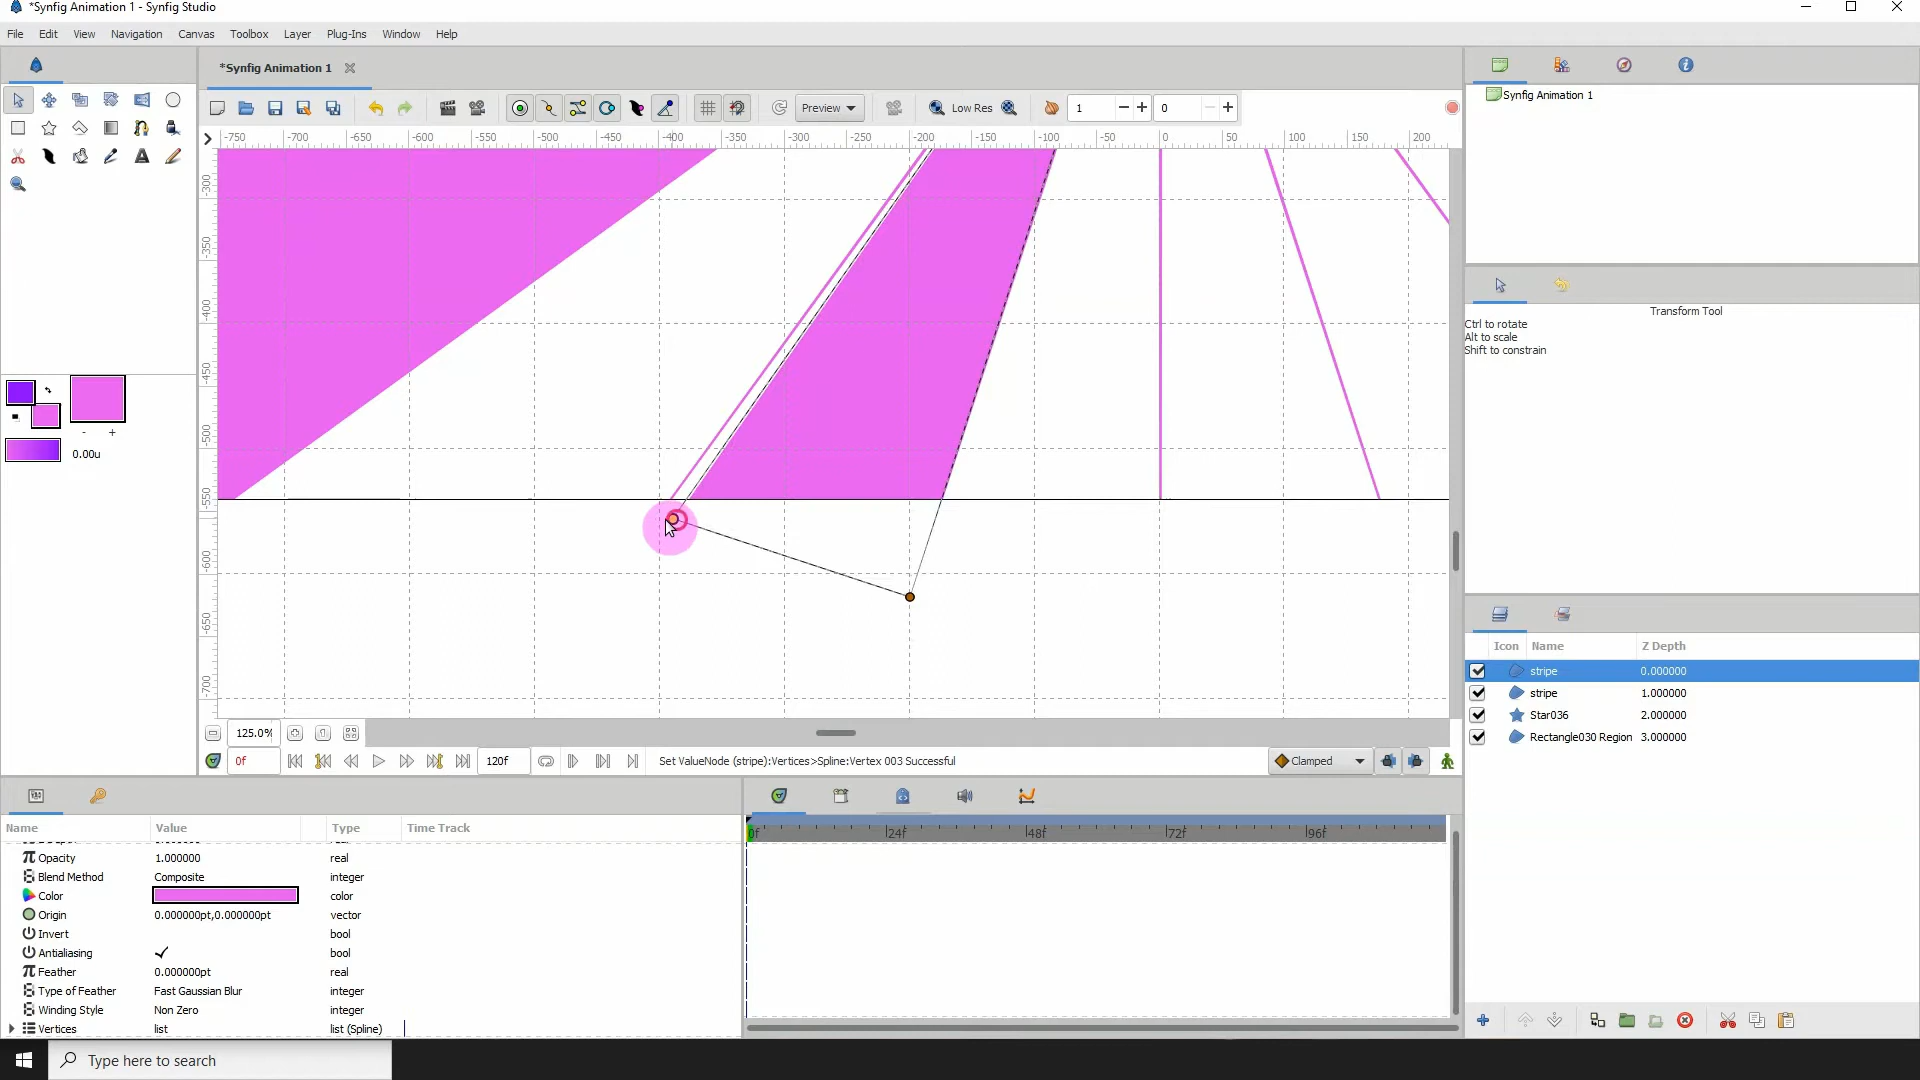 *Synfig Animation 1 - Synfig Studio
File Edit View Navigation Canvas Toolbox Layer Plug-Ins Window Help
*Synfig Animation 1
Preview Low Res 1 0
-750 -700 -650 -600 -550 -500 -450 -400 -350 -300 -250 -200 -150 -100 -50 0 50 100 150 200
-300
-350
-400
-450
-500
-550
-600
-650
-700
- +
0.00u
Synfig Animation 1
Transform Tool
Ctrl to rotate
Alt to scale
Shift to constrain
Icon Name Z Depth
stripe 0.000000
stripe 1.000000
Star036 2.000000
Rectangle030 Region 3.000000
125.0%
0f 120f Set ValueNode (stripe):Vertices>Spline:Vertex 003 Successful Clamped
Name Value Type Time Track
Opacity 1.000000 real
Blend Method Composite integer
Color color
Origin 0.000000pt,0.000000pt vector
Invert bool
Antialiasing bool
Feather 0.000000pt real
Type of Feather Fast Gaussian Blur integer
Winding Style Non Zero integer
Vertices list list (Spline)
0f 24f 48f 72f 96f
Type here to search